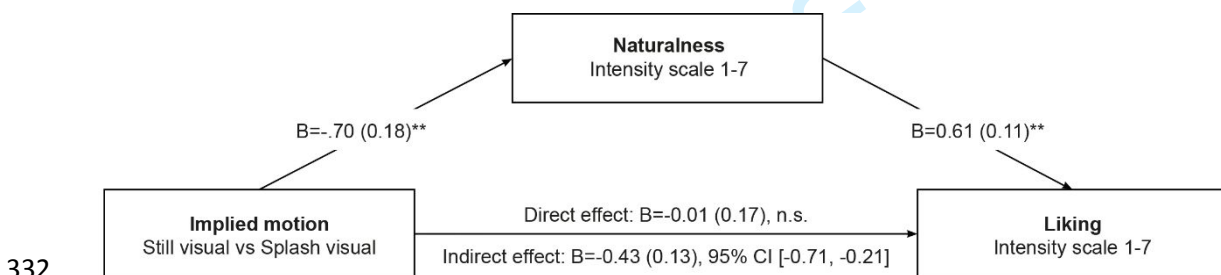 Naturalness
Intensity scale 1-7
B=-.70 (0.18)**
B=0.61 (0.11)**
Implied motion
Still visual vs Splash visual
Direct effect: B=-0.01 (0.17), n.s.
Indirect effect: B=-0.43 (0.13), 95% CI [-0.71, -0.21]
Liking
Intensity scale 1-7
332